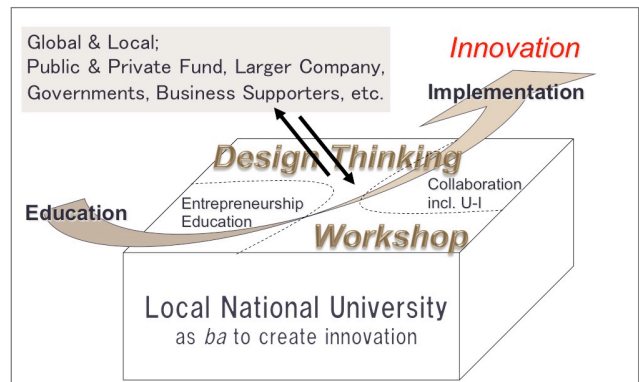 Global & Local;
Public & Private Fund, Larger Company,
Governments, Business Supporters, etc.
Innovation
Implementation
Design Thinking
Education
Entrepreneurship
Education
Collaboration
incl. U-I
Workshop
Local National University
as ba to create innovation